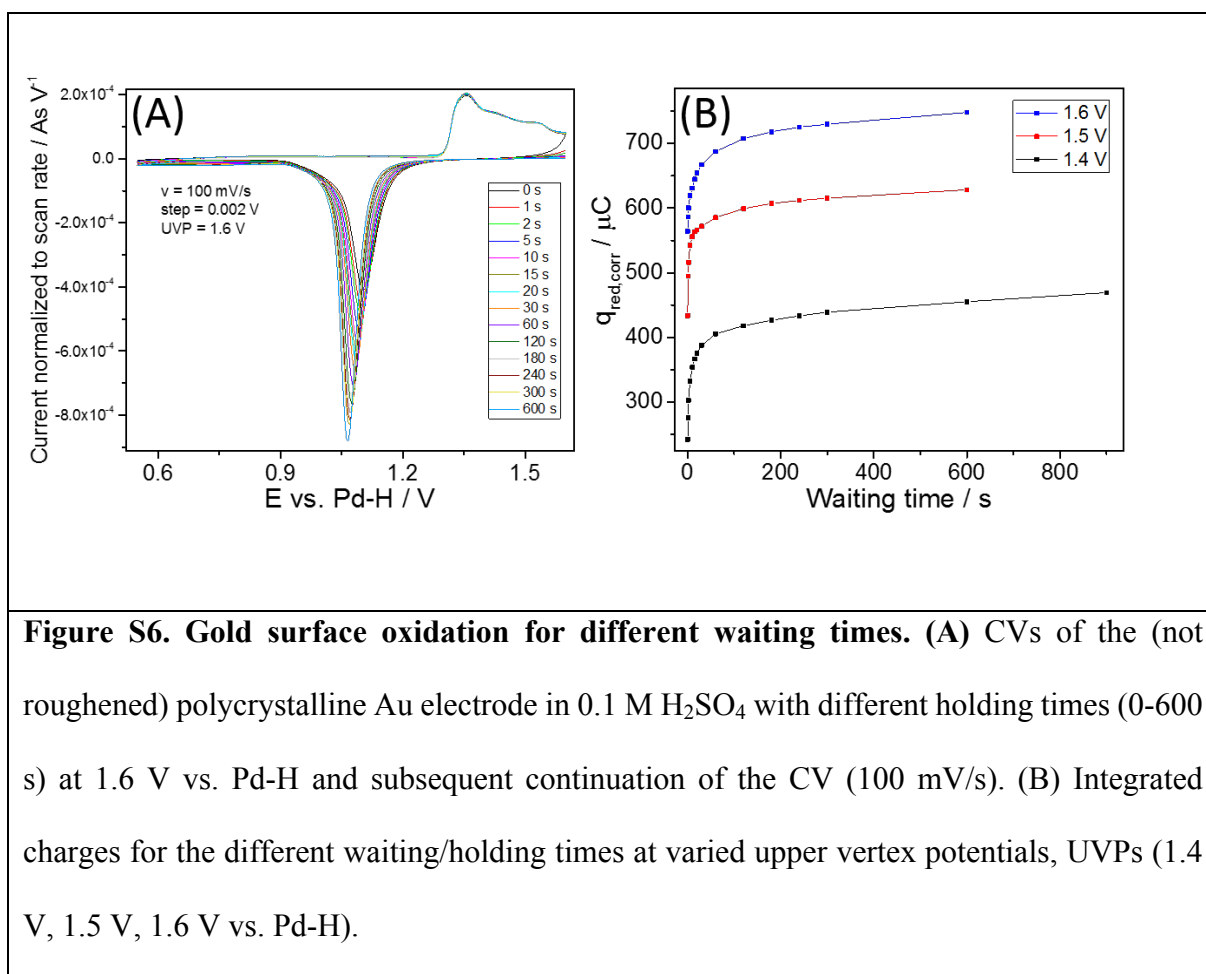 (A)
Current normalized to scan rate / As V⁻¹
2.0x10⁻⁴
0.0
-2.0x10⁻⁴
-4.0x10⁻⁴
-6.0x10⁻⁴
-8.0x10⁻⁴
v = 100 mV/s
step = 0.002 V
UVP = 1.6 V
0 s
1 s
2 s
5 s
10 s
15 s
20 s
30 s
60 s
120 s
180 s
240 s
300 s
600 s
0.6 0.9 1.2 1.5
E vs. Pd-H / V
(B)
q_red,corr / μC
700
600
500
400
300
1.6 V
1.5 V
1.4 V
0 200 400 600 800
Waiting time / s
Figure S6. Gold surface oxidation for different waiting times. (A) CVs of the (not
roughened) polycrystalline Au electrode in 0.1 M H₂SO₄ with different holding times (0-600
s) at 1.6 V vs. Pd-H and subsequent continuation of the CV (100 mV/s). (B) Integrated
charges for the different waiting/holding times at varied upper vertex potentials, UVPs (1.4
V, 1.5 V, 1.6 V vs. Pd-H).